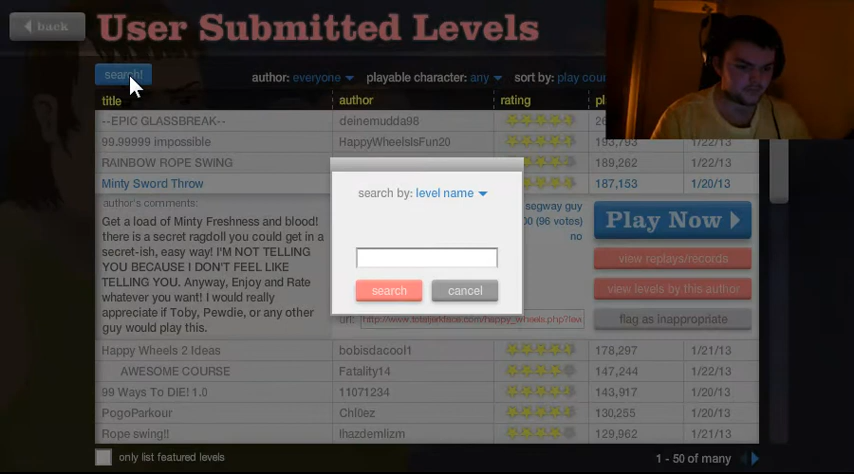 back User Submitted Levels
search! author: everyone playable character: any sort by: play cou
title author rating
--EPIC GLASSBREAK-- deinemudda98
99.99999 impossible HappyWheelsIsFun20 193,793 1/22/13
RAINBOW ROPE SWING 189,262 1/22/13
Minty Sword Throw 187,153 1/20/13
author's comments:
Get a load of Minty Freshness and blood!
there is a secret ragdoll you could get in a
secret-ish, easy way! I'M NOT TELLING
YOU BECAUSE I DON'T FEEL LIKE
TELLING YOU. Anyway, Enjoy and Rate
whatever you want! I would really
appreciate if Toby, Pewdie, or any other
guy would play this.
search by: level name
search cancel
segway guy
00 (96 votes)
no
url:
Play Now
view replays/records
view levels by this author
flag as inappropriate
Happy Wheels 2 Ideas bobisdacool1 178,297 1/21/13
AWESOME COURSE Fatality14 147,244 1/22/13
99 Ways To DIE! 1.0 11071234 143,917 1/20/13
PogoParkour Chl0ez 130,255 1/20/13
Rope swing!! lhazdemlizm 129,962 1/21/13
only list featured levels 1 - 50 of many